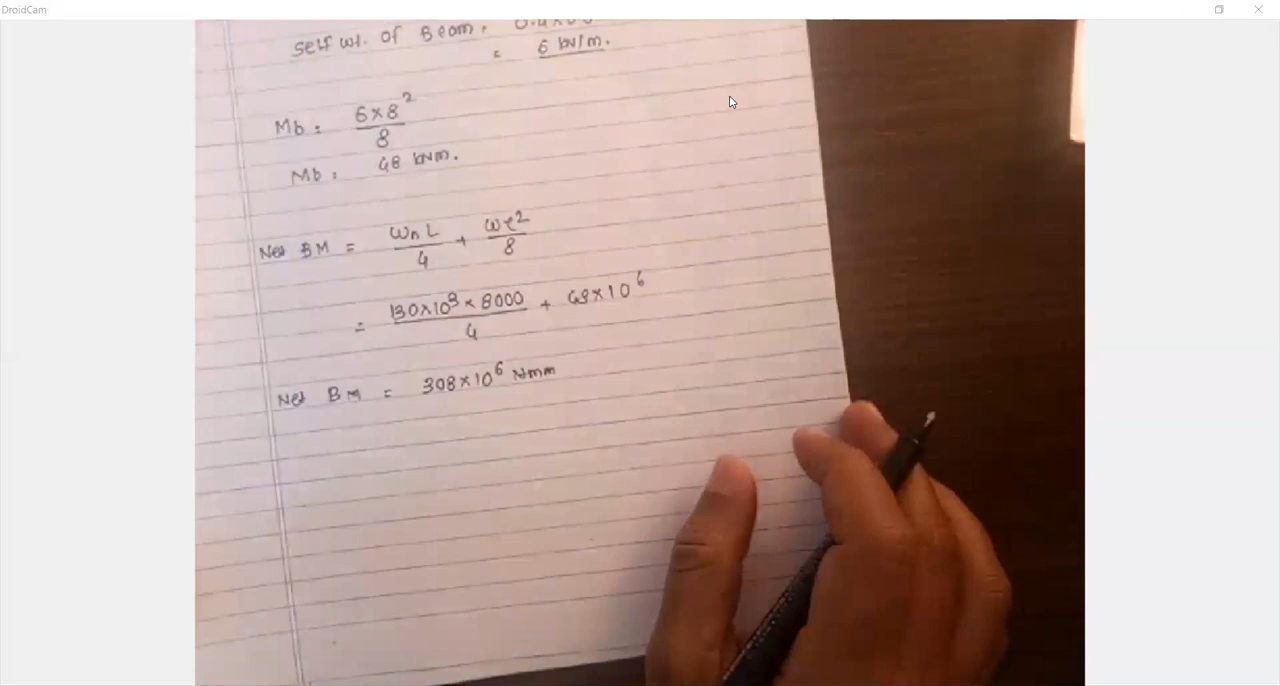 DroidCam
self wt. of Beam.
= 6 kN/m.
Mb = 6×8² / 8
Mb = 48 kNm.
Net BM = WnL / 4 + wl² / 8
= 130×10³ × 8000 / 4 + 48×10⁶
Net BM = 308×10⁶ Nmm